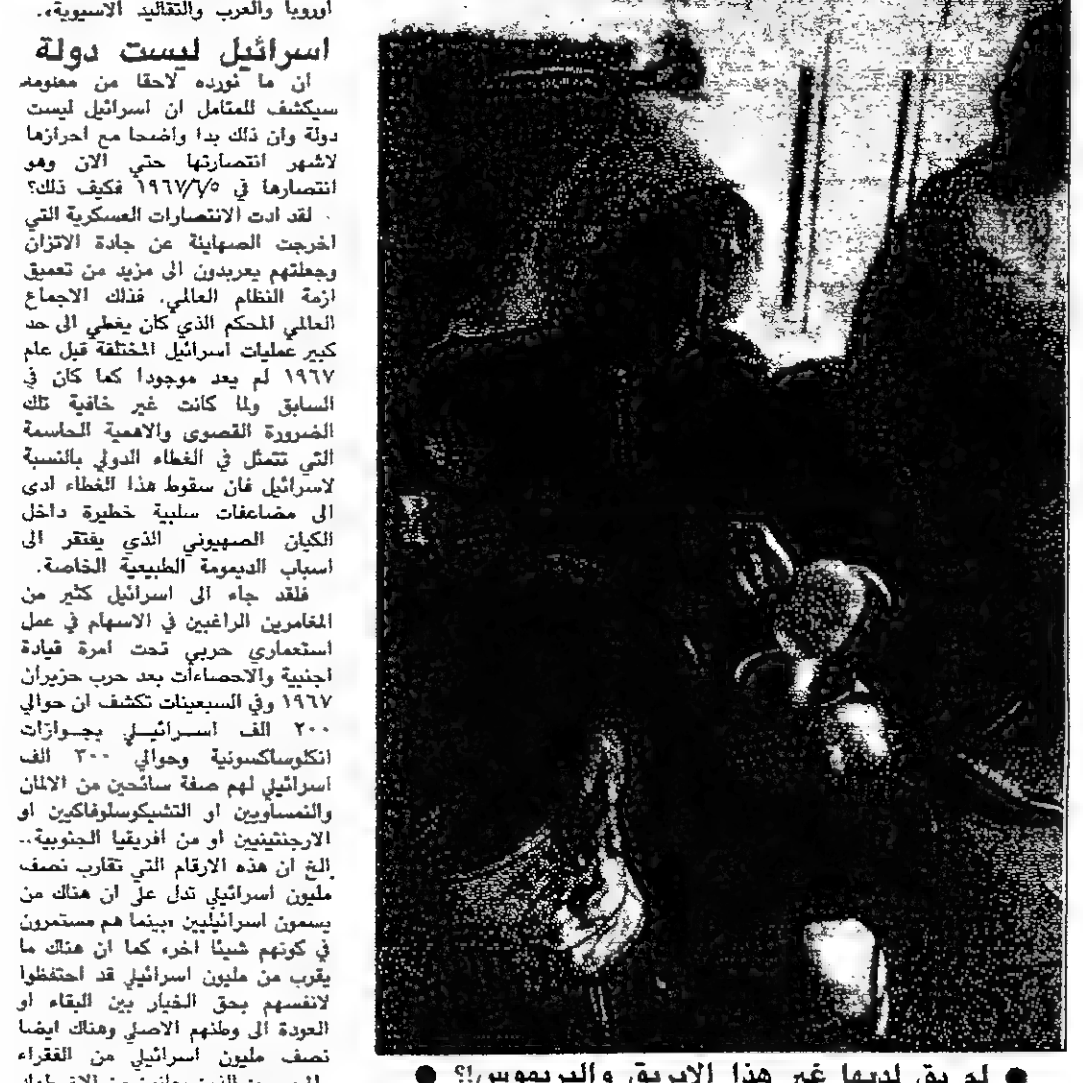 اوروبا والعرب والتقاليد الاسيوية».
اسرائيل ليست دولة
ان ما نورده لاحقا من معلومات
سيكشف للمتامل ان اسرائيل ليست
دولة وان ذلك بدا واضحا مع احرازها
لاشهر انتصارتها حتي الان وهو
انتصارها في ١٩٦٧/٦/٥ فكيف ذلك؟
لقد ادت الانتصارات العسكرية التي
اخرجت الصهاينة عن جادة الاتزان
وجعلتهم يعربدون الى مزيد من تعميق
ازمة النظام العالمي. فذلك الاجماع
العالمي المحكم الذي كان يغطي الى حد
كبير عمليات اسرائيل المختلفة قبل عام
١٩٦٧ لم يعد موجودا كما كان في
السابق ولما كانت غير خافية تلك
الضرورة القصوى والاهمية الحاسمة
التي تتمثل في الغطاء الدولي بالنسبة
لاسرائيل فان سقوط هذا الغطاء ادى
الى مضاعفات سلبية خطيرة داخل
الكيان الصهيوني الذي يفتقر الى
اسباب الديمومة الطبيعية الخاصة.
فلقد جاء الى اسرائيل كثير من
المغامرين الراغبين في الاسهام في عمل
استعماري حربي تحت امرة قيادة
اجنبية والاحصاءات بعد حرب حزيران
١٩٦٧ وفي السبعينات تكشف ان حوالي
٢٠٠ الف اسرائيلي بجوازات
انكلوساكسونية وحوالي ٣٠٠ الف
اسرائيلي لهم صفة سائحين من الالمان
والنمساويين او التشيكوسلوفاكيين او
الارجنتينيين او من افريقيا الجنوبية..
الخ ان هذه الارقام التي تقارب نصف
مليون اسرائيلي تدل على ان هناك من
يسمون اسرائيليين «بينما هم مستمرون
في كونهم شيئا اخر» كما ان هناك ما
يقرب من مليون اسرائيلي قد احتفظوا
لانفسهم بحق الخيار بين البقاء او
العودة الى وطنهم الاصلي وهناك ايضا
نصف مليون اسرائيلي من الفقراء
● لم يبق لديها غير هذا الابريق والبريموس!؟ ●